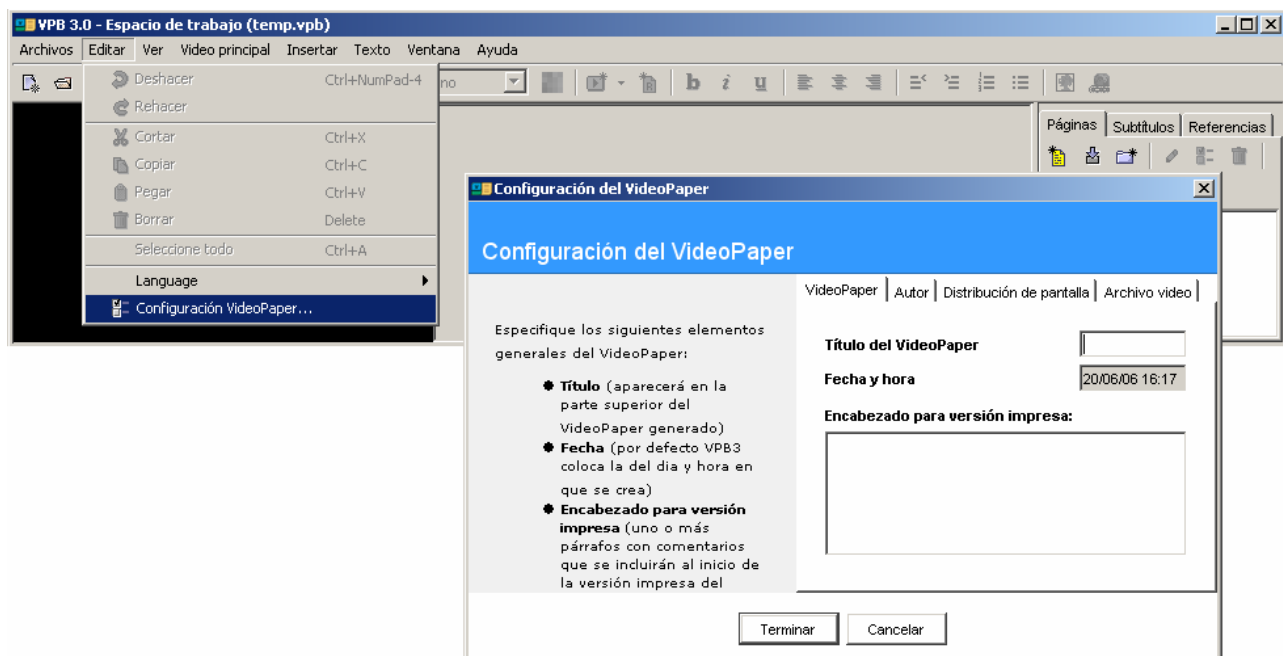 VPB 3.0 - Espacio de trabajo (temp.vpb)
Archivos Editar Ver Video principal Insertar Texto Ventana Ayuda
Deshacer Ctrl+NumPad-4
no
b i u
Rehacer
Cortar Ctrl+X
Copiar Ctrl+C
Pegar Ctrl+V
Borrar Delete
Seleccione todo Ctrl+A
Language
Configuración VideoPaper...
Páginas Subtítulos Referencias
Configuración del VideoPaper
Configuración del VideoPaper
VideoPaper Autor Distribución de pantalla Archivo video
Especifique los siguientes elementos
generales del VideoPaper:
Título (aparecerá en la
parte superior del
VideoPaper generado)
Fecha (por defecto VPB3
coloca la del dia y hora en
que se crea)
Encabezado para versión
impresa (uno o más
párrafos con comentarios
que se incluirán al inicio de
la versión impresa del
Título del VideoPaper
Fecha y hora 20/06/06 16:17
Encabezado para versión impresa:
Terminar Cancelar